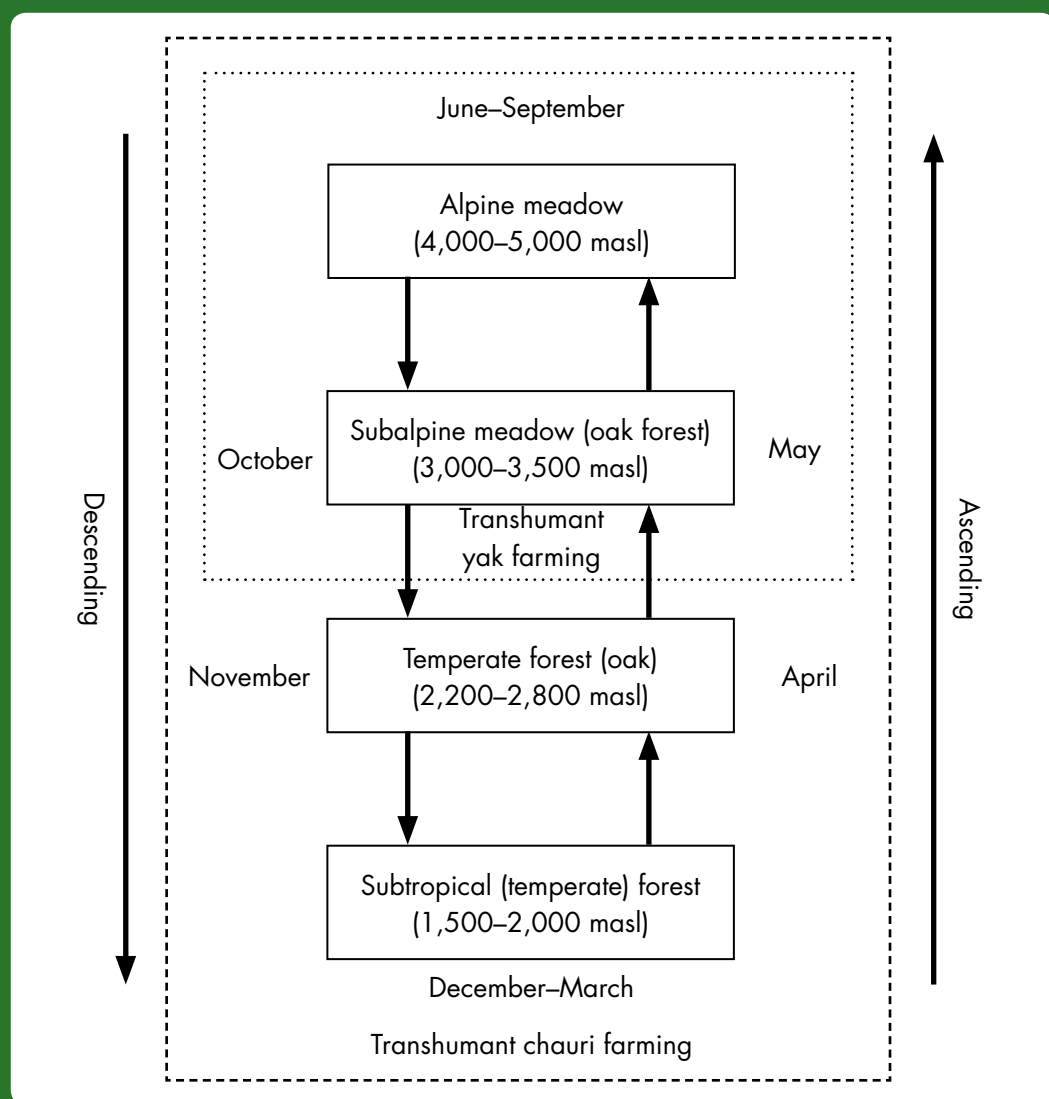 June–September
Alpine meadow
(4,000–5,000 masl)
Subalpine meadow (oak forest)
(3,000–3,500 masl)
October
May
Transhumant
yak farming
Descending
Ascending
Temperate forest (oak)
(2,200–2,800 masl)
November
April
Subtropical (temperate) forest
(1,500–2,000 masl)
December–March
Transhumant chauri farming